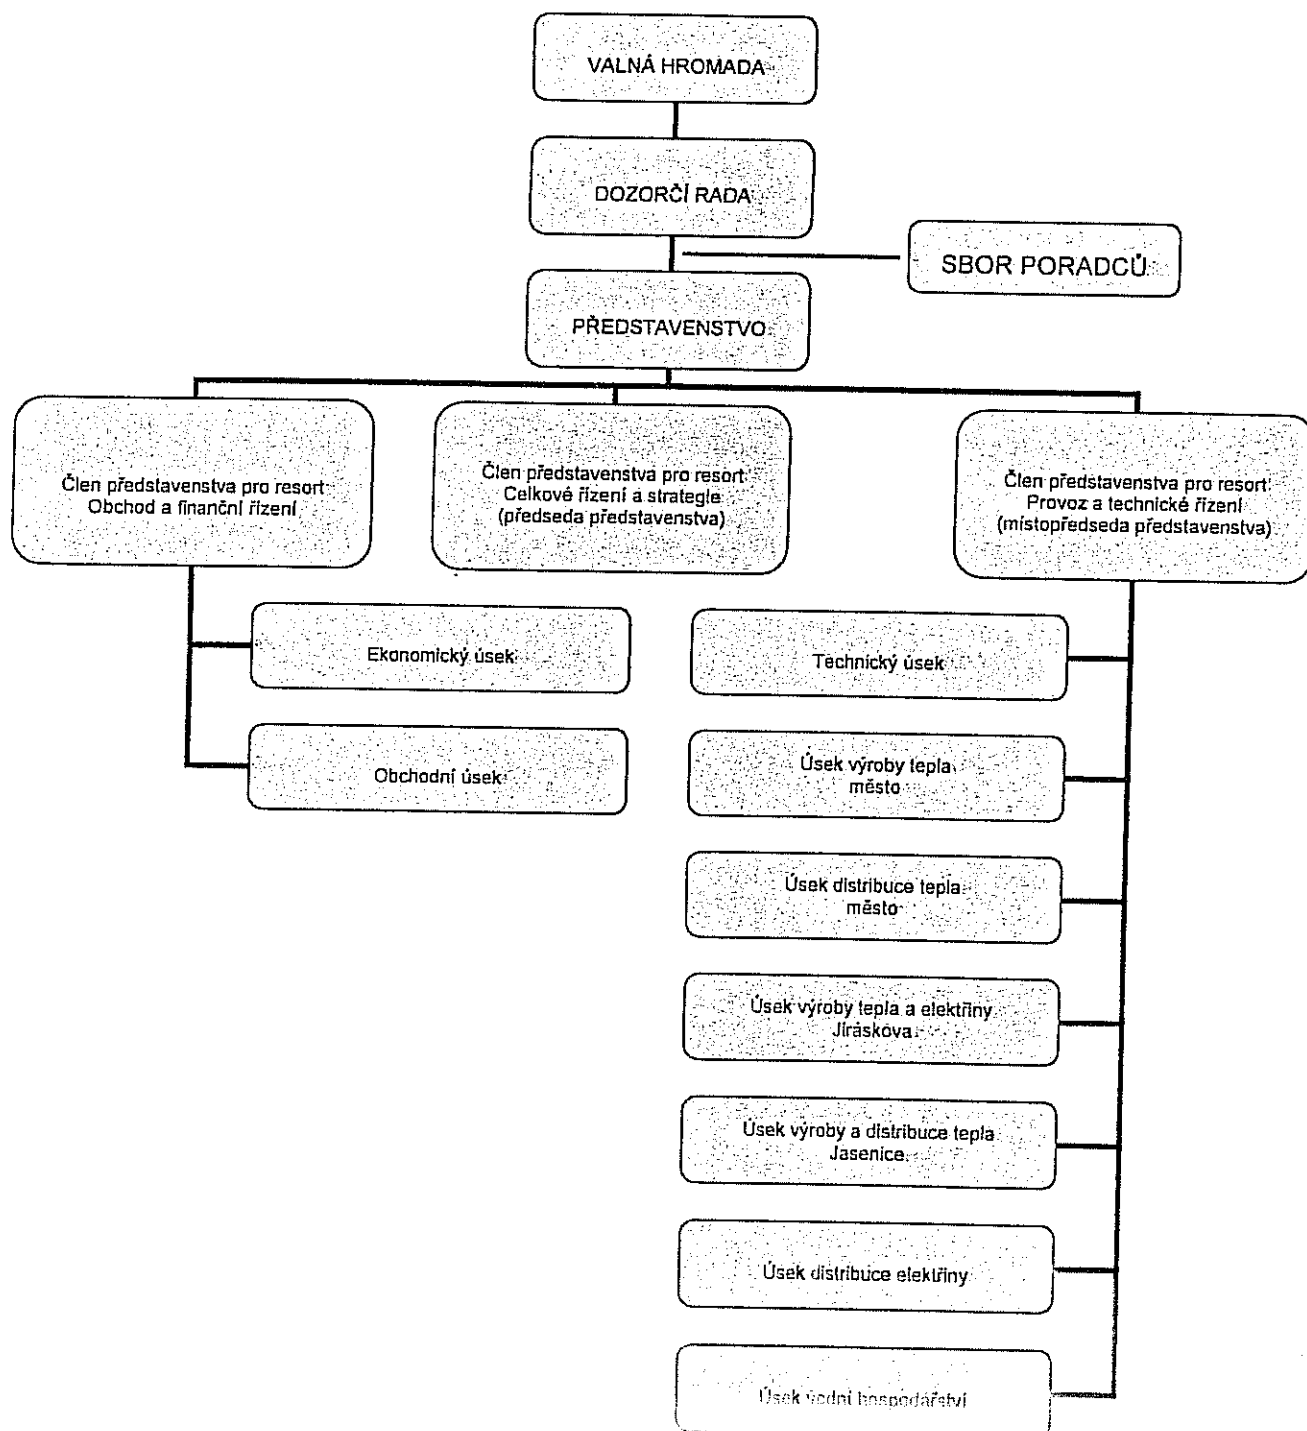 VALNÁ HROMADA
DOZORČÍ RADA
SBOR PORADCŮ
PŘEDSTAVENSTVO
Člen představenstva pro resort
Obchod a finanční řízení
Člen představenstva pro resort
Celkové řízení a strategie
(předseda představenstva)
Člen představenstva pro resort
Provoz a technické řízení
(místopředseda představenstva)
Ekonomický úsek
Technický úsek
Obchodní úsek
Úsek výroby tepla
město
Úsek distribuce tepla
město
Úsek výroby tepla a elektřiny
Jiráskova
Úsek výroby a distribuce tepla
Jasenice
Úsek distribuce elektřiny
Úsek vodní hospodářství